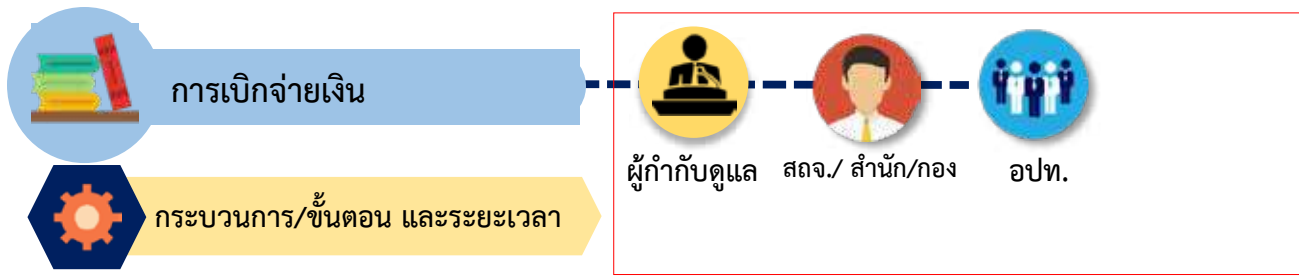 การเบิกจ่ายเงิน
ผู้กำกับดูแล
สถจ./ สำนัก/กอง
อปท.
กระบวนการ/ขั้นตอน และระยะเวลา